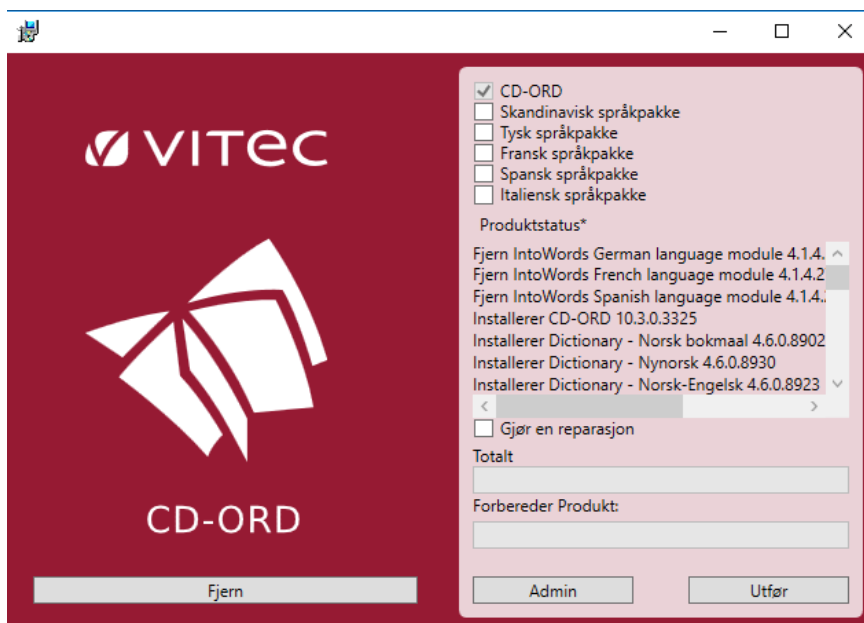 VITEC
CD-ORD
Fjern
CD-ORD
Skandinavisk språkpakke
Tysk språkpakke
Fransk språkpakke
Spansk språkpakke
Italiensk språkpakke
Produktstatus*
Fjern IntoWords German language module 4.1.4.
Fjern IntoWords French language module 4.1.4.2
Fjern IntoWords Spanish language module 4.1.4.
Installerer CD-ORD 10.3.0.3325
Installerer Dictionary - Norsk bokmaal 4.6.0.8902
Installerer Dictionary - Nynorsk 4.6.0.8930
Installerer Dictionary - Norsk-Engelsk 4.6.0.8923
Gjør en reparasjon
Totalt
Forbereder Produkt:
Admin
Utfør